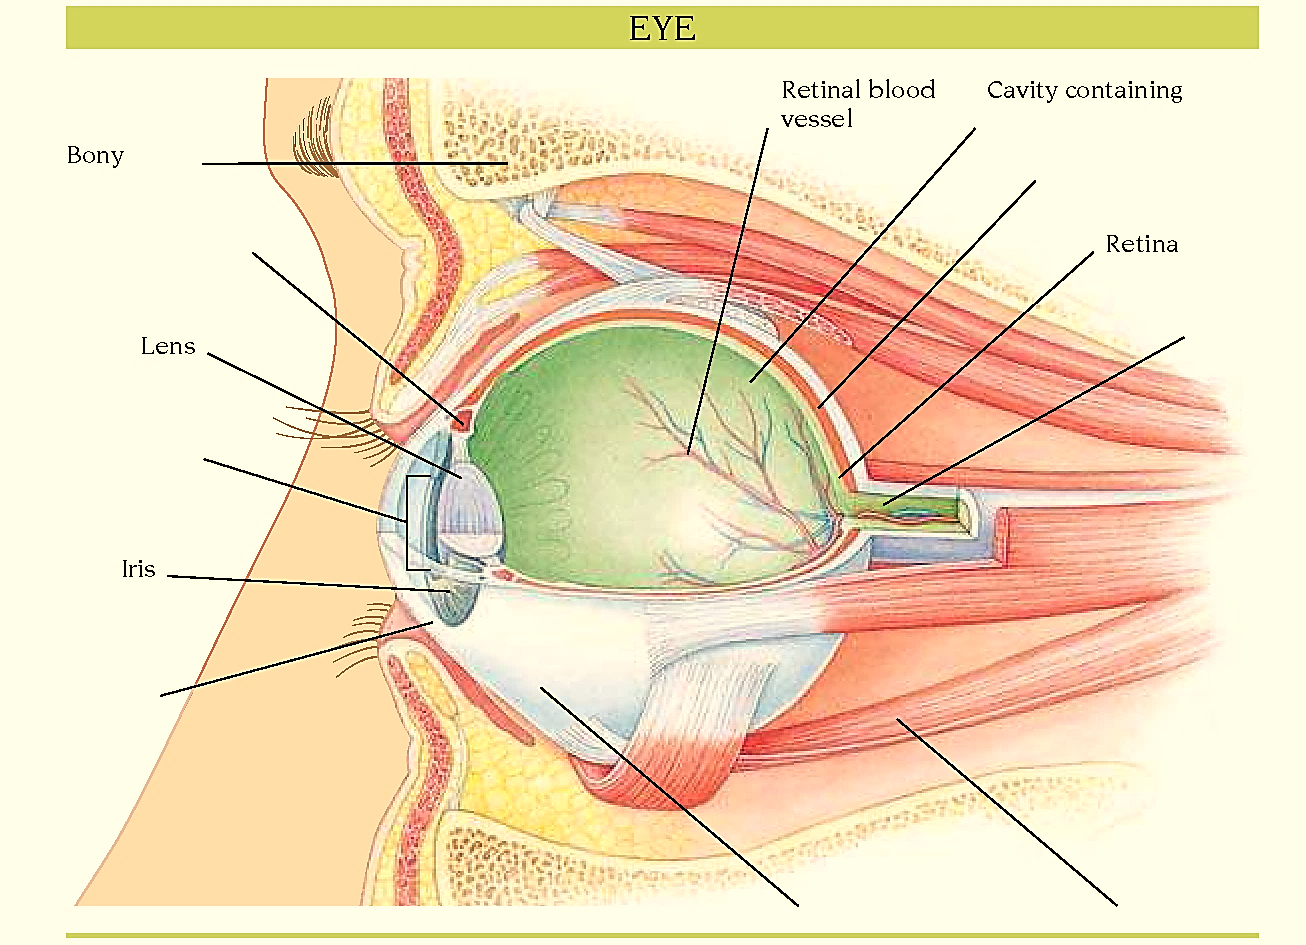 EYE
Retinal blood
vessel
Cavity containing
Bony
Retina
Lens
Iris